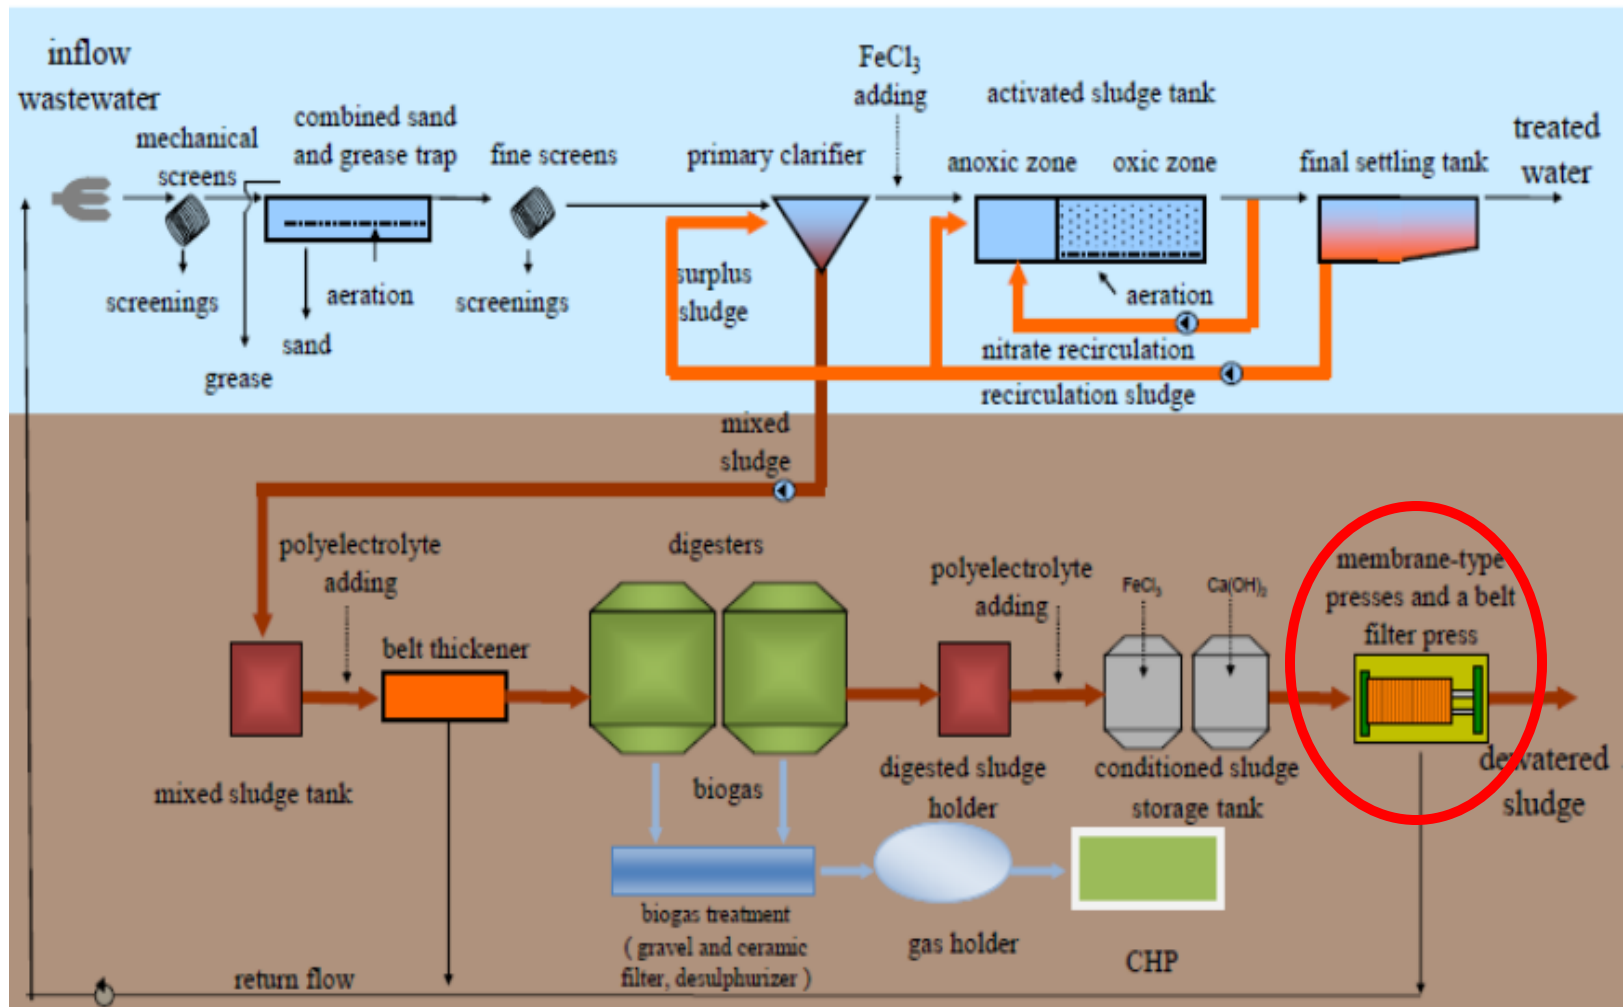 inflow
wastewater
mechanical
screens
screenings
grease
combined sand
and grease trap
aeration
sand
fine screens
screenings
primary clarifier
surplus
sludge
FeCl₃
adding
activated sludge tank
anoxic zone
oxic zone
aeration
nitrate recirculation
recirculation sludge
final settling tank
treated
water
mixed
sludge
mixed sludge tank
polyelectrolyte
adding
belt thickener
digesters
biogas
biogas treatment
( gravel and ceramic
filter, desulphurizer )
gas holder
CHP
digested sludge
holder
polyelectrolyte
adding
FeCl₃
Ca(OH)₂
conditioned sludge
storage tank
membrane-type
presses and a belt
filter press
dewatered
sludge
return flow